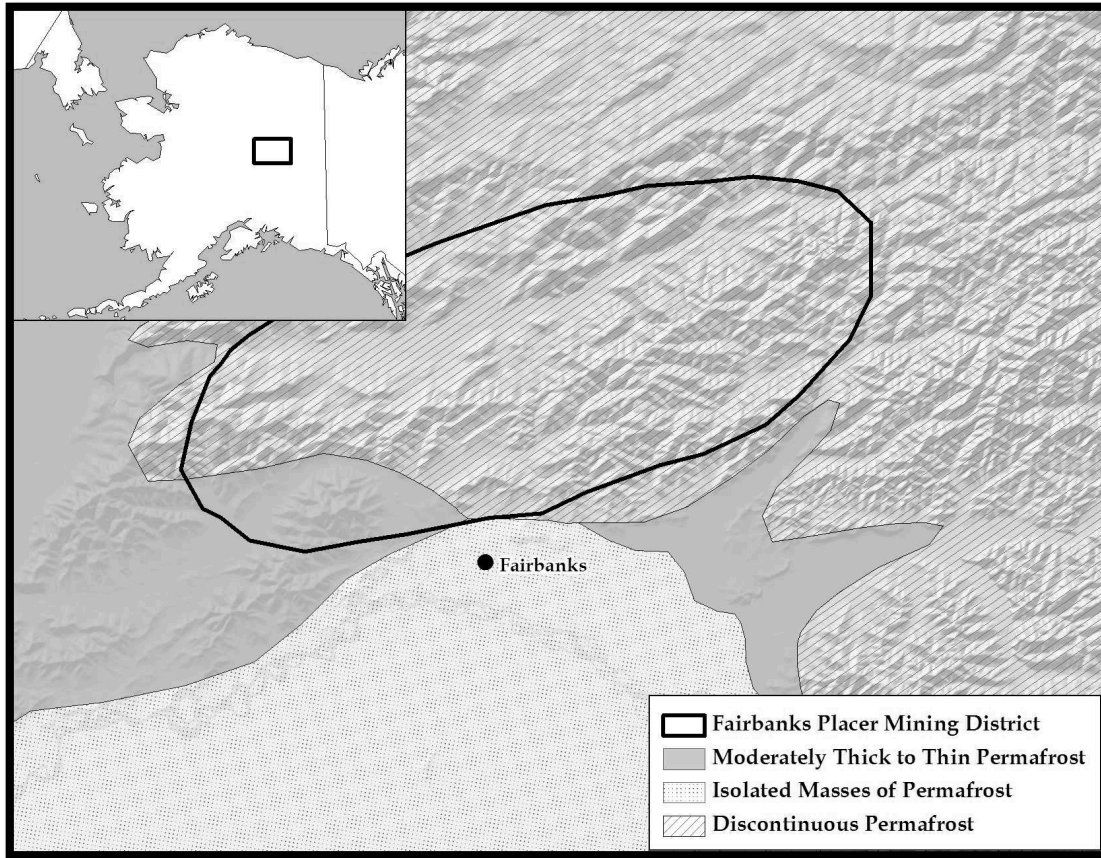 Fairbanks
Fairbanks Placer Mining District
Moderately Thick to Thin Permafrost
Isolated Masses of Permafrost
Discontinuous Permafrost